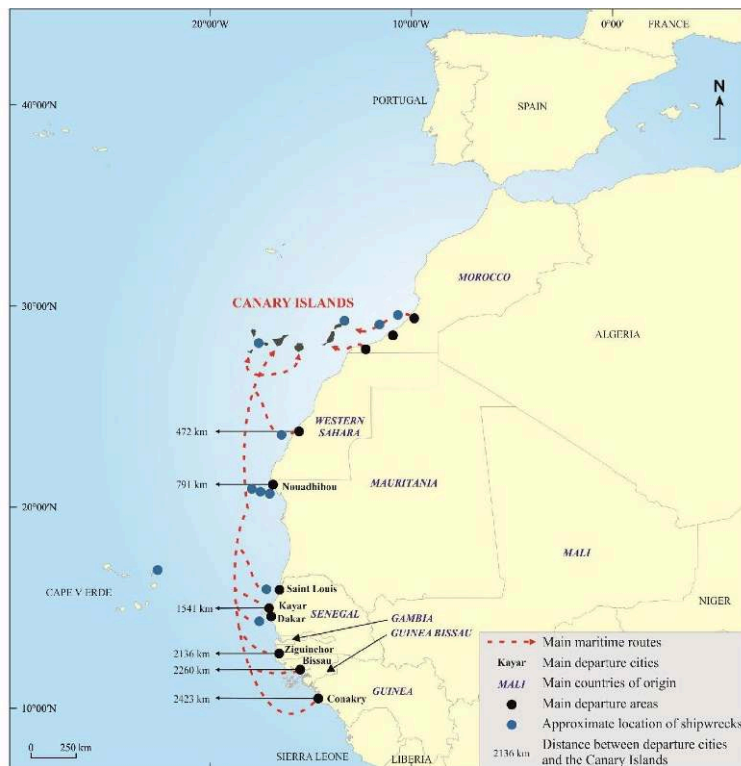 20°00'W
10°00'W
0°00'
FRANCE
40°00'N
PORTUGAL
SPAIN
N
MOROCCO
30°00'N
CANARY ISLANDS
ALGERIA
472 km
WESTERN
SAHARA
791 km
Nouadhibou
MAURITANIA
20°00'N
MALI
CAPE VERDE
Saint Louis
NIGER
Kayar
1541 km
SENEGAL
Dakar
GAMBIA
Ziguinchor
GUINEA BISSAU
2136 km
Bissau
2260 km
2423 km
Conakry
GUINEA
10°00'N
SIERRA LEONE
LIBERIA
0 250 km
Main maritime routes
Kayar Main departure cities
MALI Main countries of origin
Main departure areas
Approximate location of shipwrecks
2136 km Distance between departure cities
and the Canary Islands